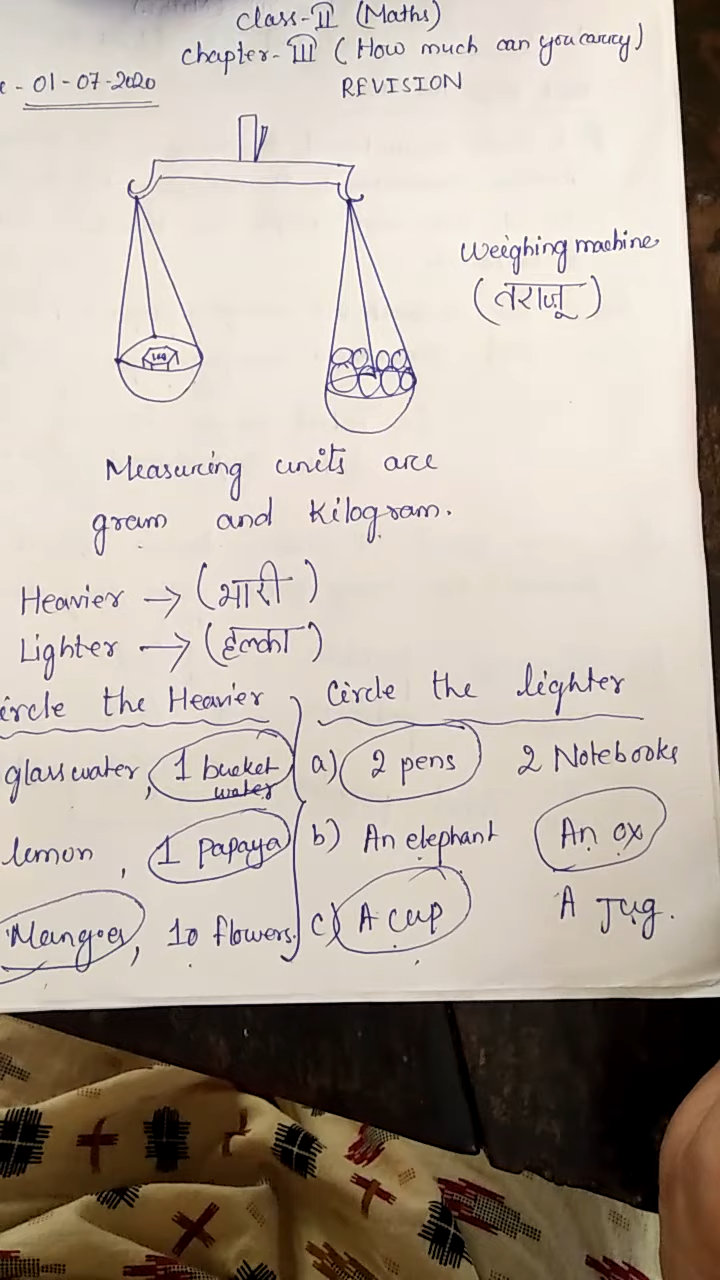 Class-II (Maths)
Chapter-III (How much can you carry)
01-07-2020
REVISION
Weighing machine
(तराजू)
Measuring units are
gram and Kilogram.
Heavier → (भारी)
Lighter → (हल्का)
the Heavier
glass water, 1 bucket water
lemon, 1 Papaya
Mangoes, 10 flowers.
Circle the lighter
a) 2 pens 2 Notebooks
b) An elephant An ox
c) A cup A Jug.